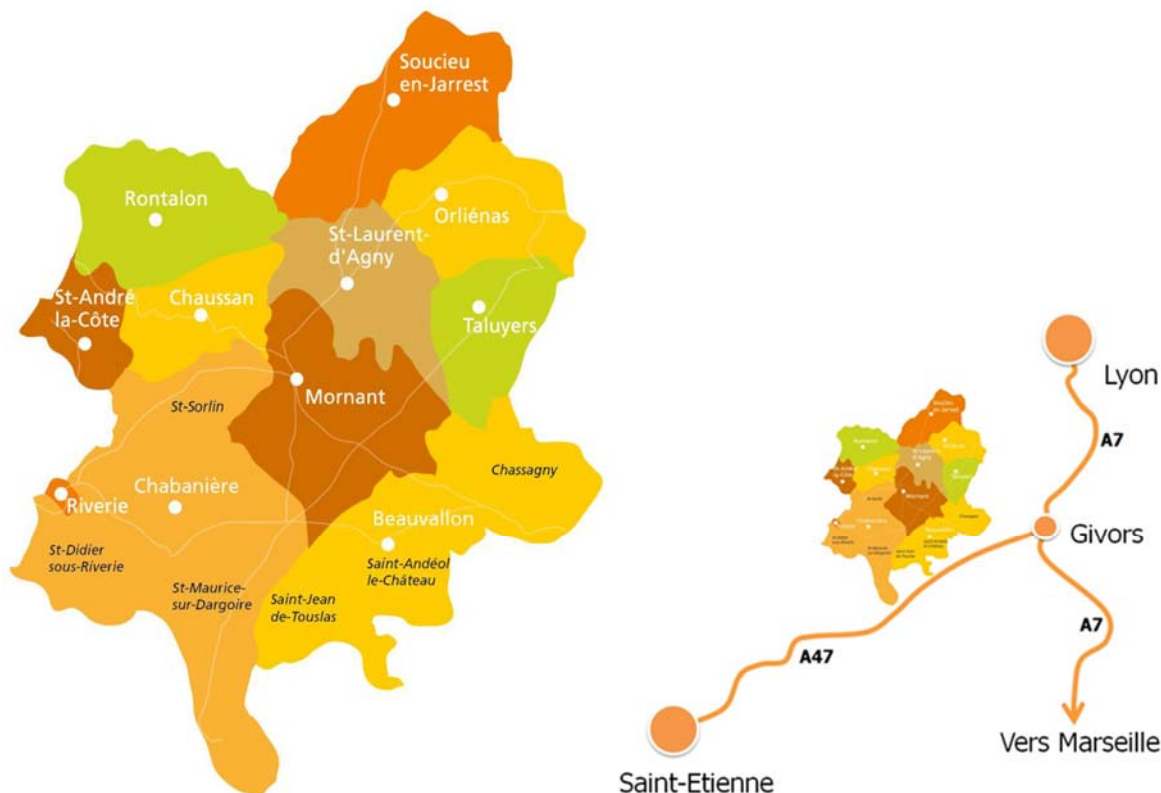 Soucieu
en-Jarrest
Rontalon
Orliénas
St-Laurent-
d'Agny
St-André
la-Côte
Chaussan
Taluyers
Mornant
St-Sorlin
Chassagny
Riverie
Chabanière
Beauvallon
St-Didier
sous-Riverie
Saint-Andéol
le-Château
St-Maurice-
sur-Dargoire
Saint-Jean
de-Touslas
Lyon
A7
Givors
A7
A47
Vers Marseille
Saint-Etienne